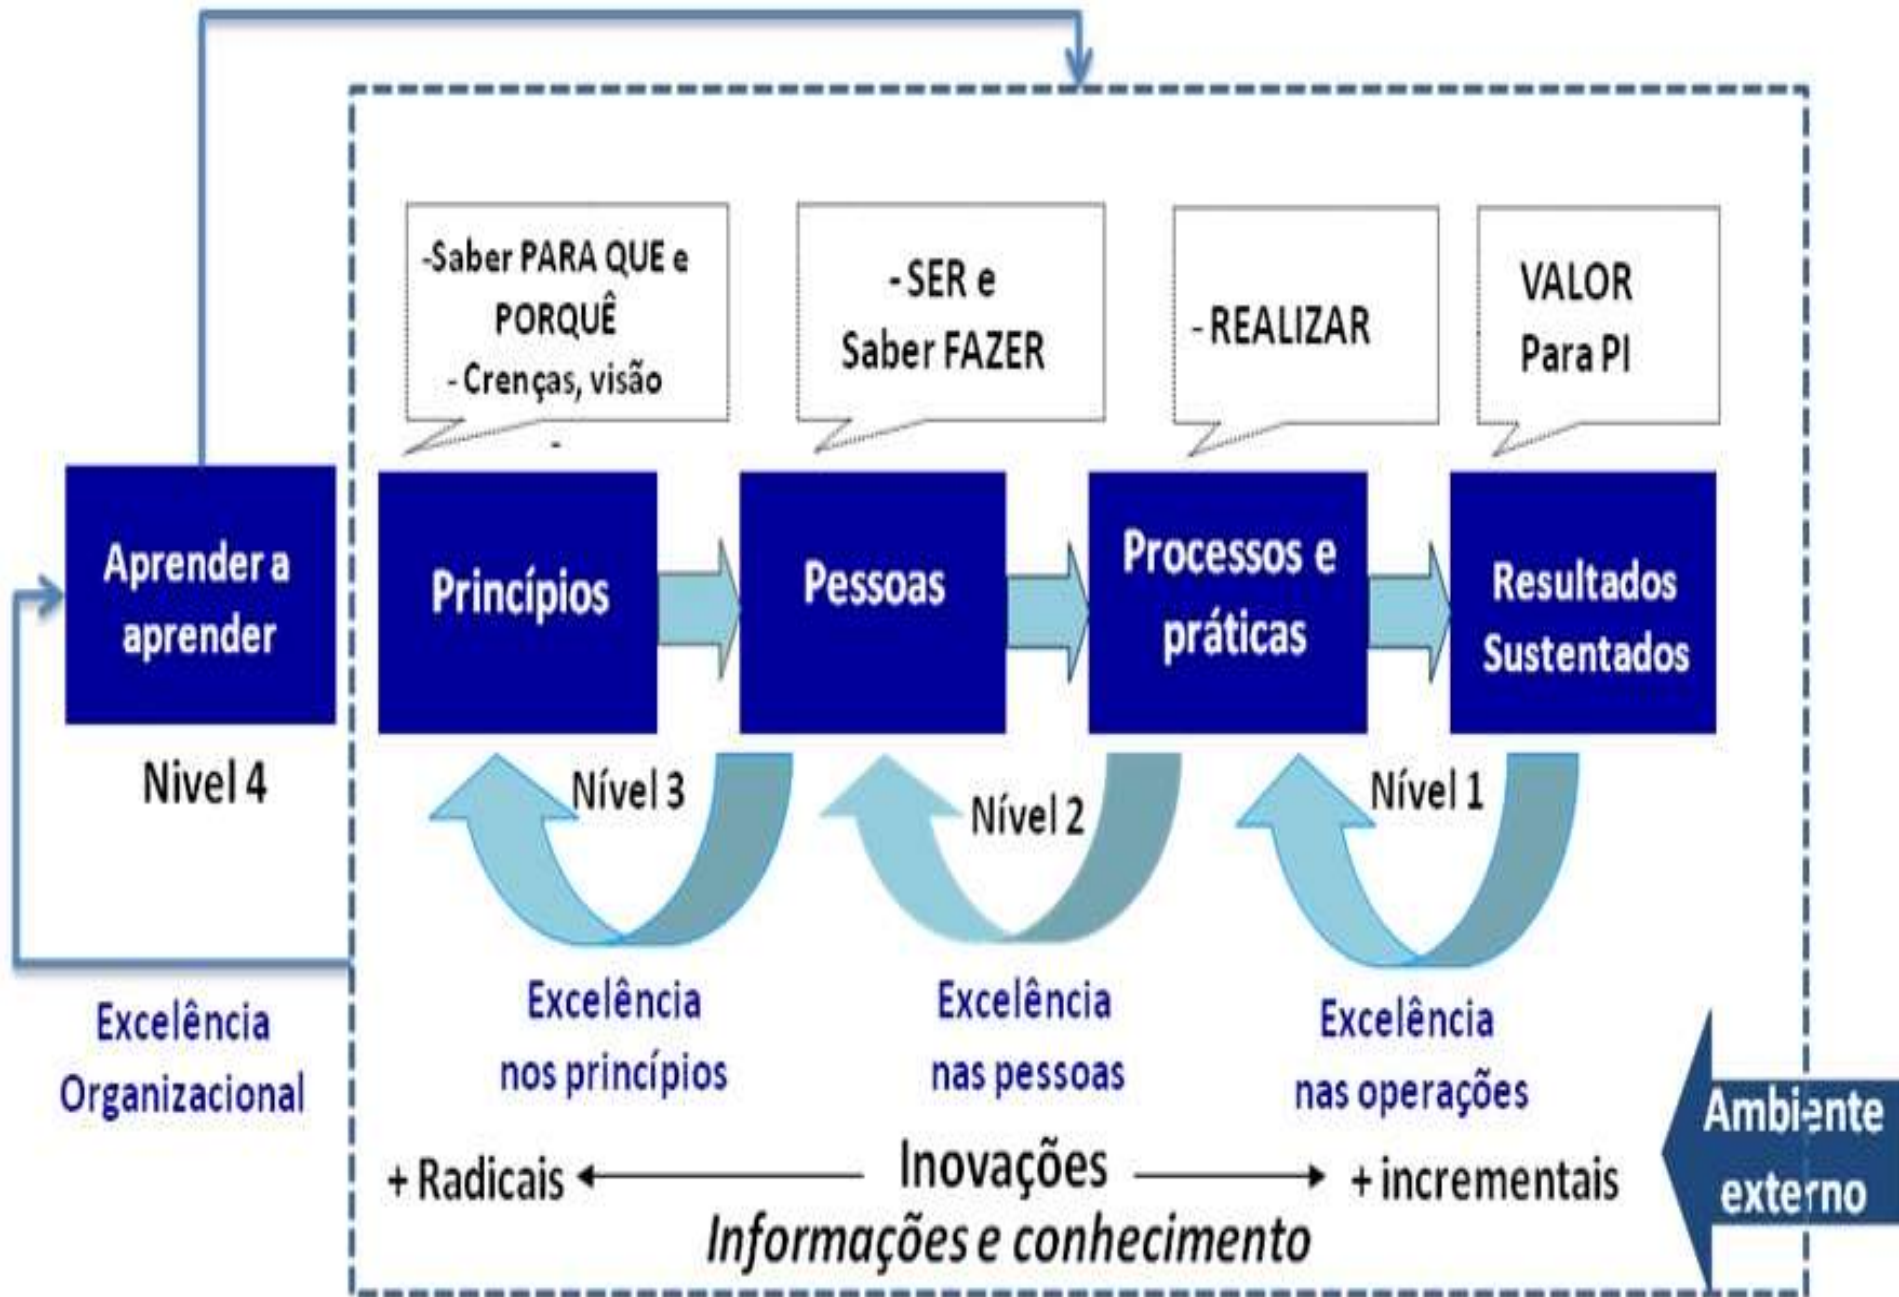 -Saber PARA QUE e
PORQUÊ
- Crenças, visão
-
- SER e
Saber FAZER
- REALIZAR
VALOR
Para PI
Aprender a
aprender
Princípios
Pessoas
Processos e
práticas
Resultados
Sustentados
Nivel 4
Nível 3
Nível 2
Nível 1
Excelência
Organizacional
Excelência
nos princípios
Excelência
nas pessoas
Excelência
nas operações
Ambiente
externo
+ Radicais
Inovações
+ incrementais
Informações e conhecimento